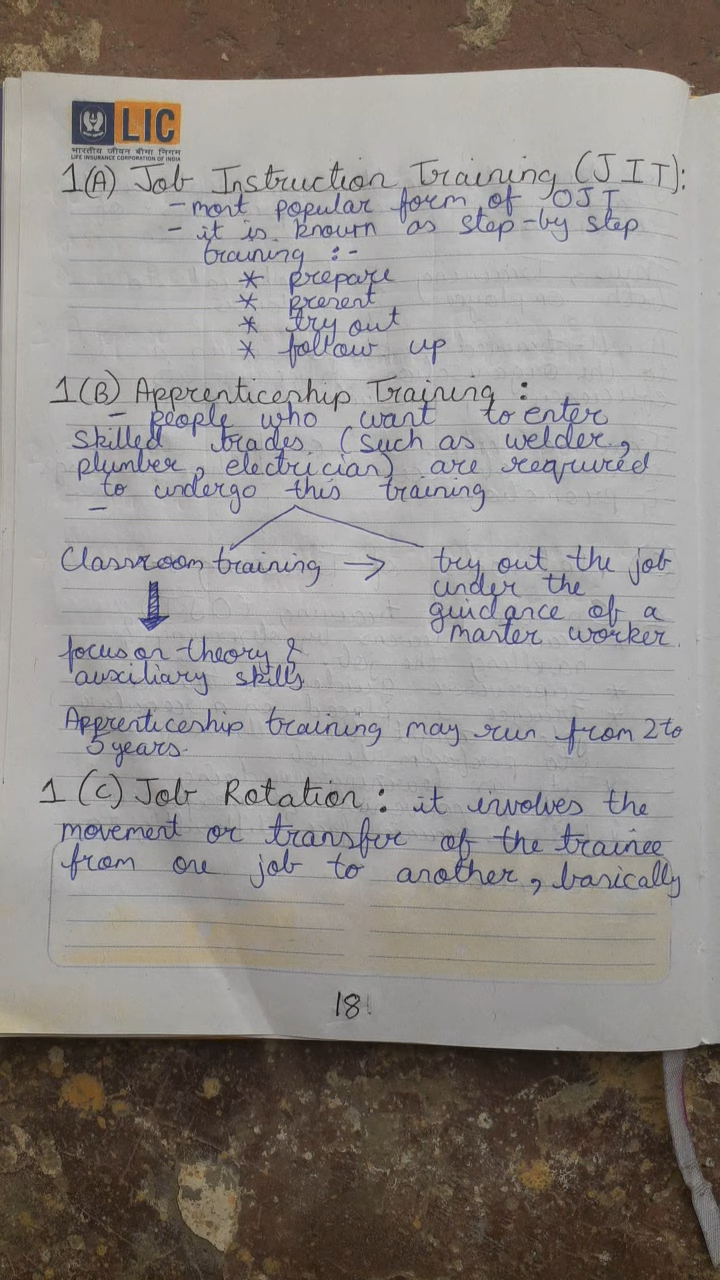 LIC
भारतीय जीवन बीमा निगम
LIFE INSURANCE CORPORATION OF INDIA
1(A) Job Instruction Training (JIT):
- most popular form of OJT
- it is known as step-by step
training :-
* prepare
* present
* try out
* follow up
1(B) Apprenticeship Training :
- people who want to enter
skilled trades (such as welder,
plumber, electrician) are required
to undergo this training
-
Classroom training → try out the job
under the
guidance of a
master worker.
focus on theory &
auxiliary skills
Apprenticeship training may run from 2 to
5 years.
1 (C) Job Rotation : it involves the
movement or transfer of the trainee
from one job to another, basically
18